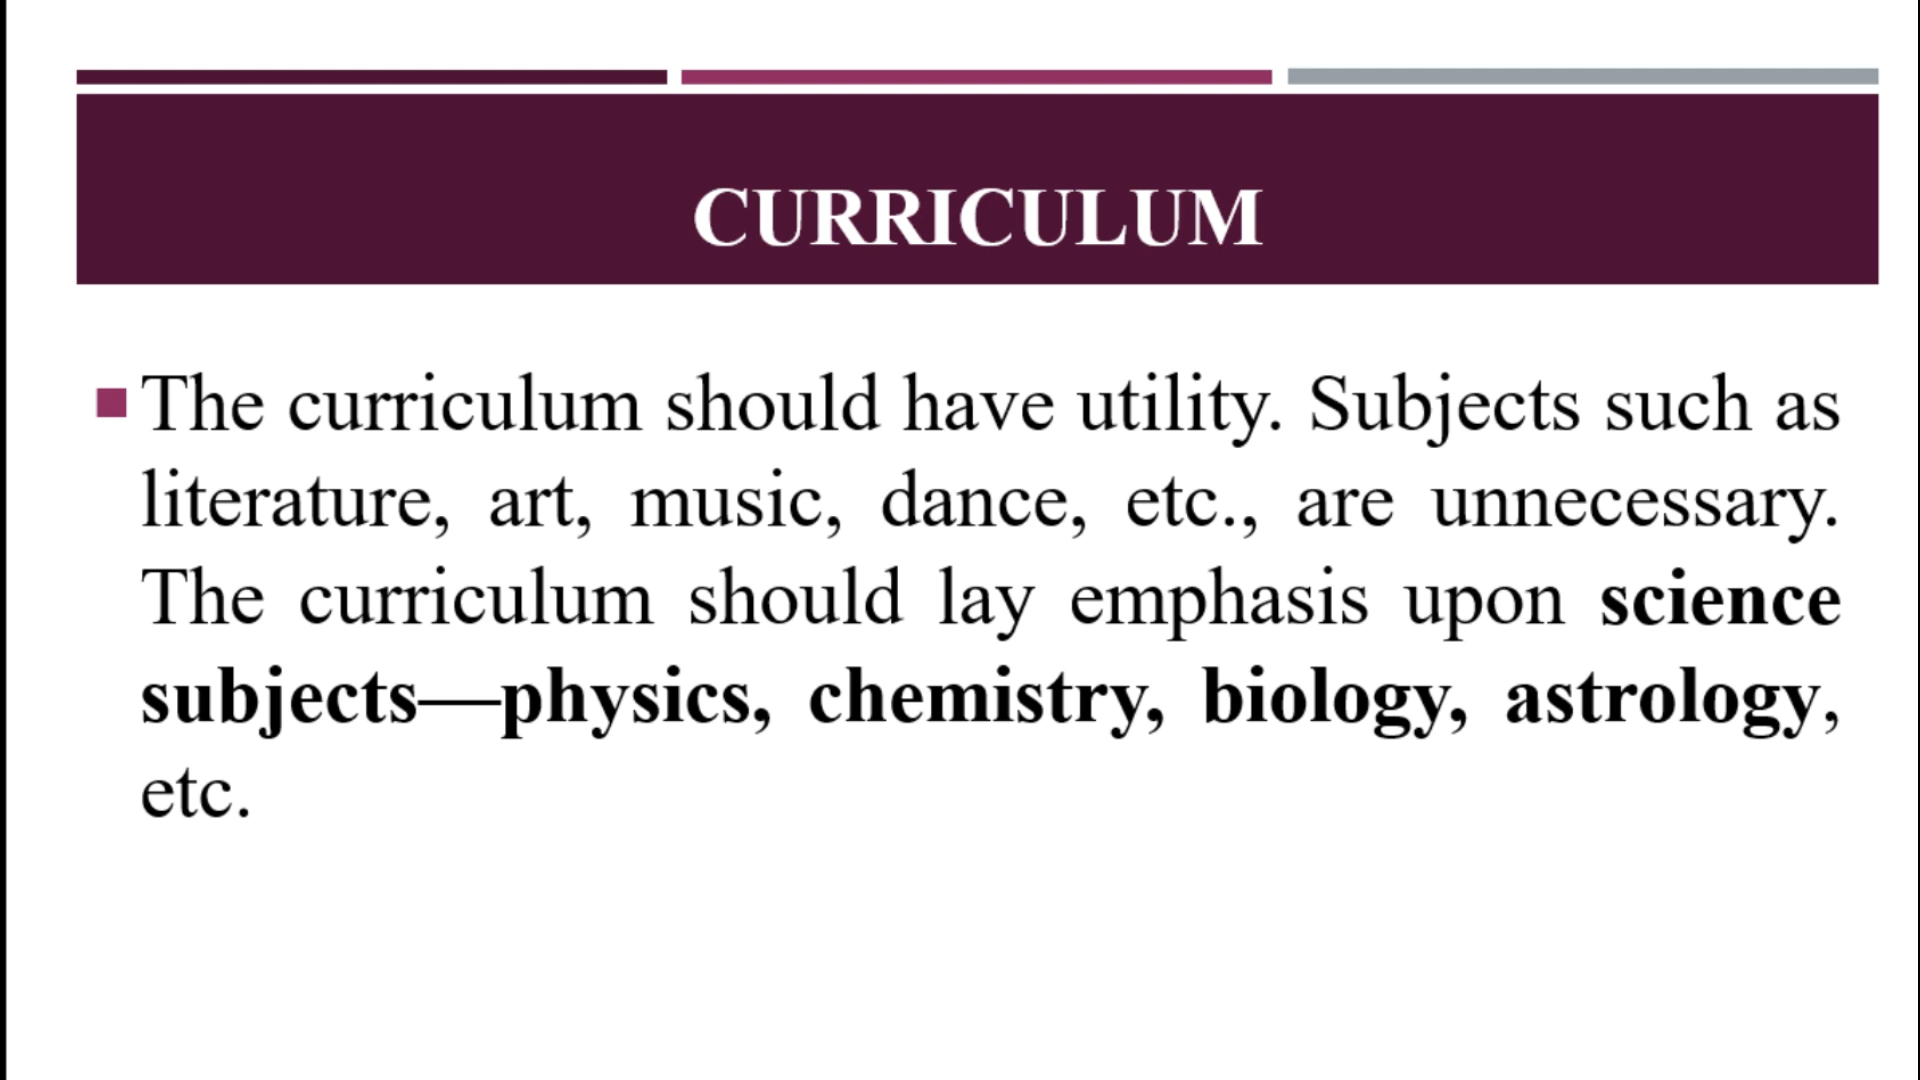 CURRICULUM
The curriculum should have utility. Subjects such as
literature, art, music, dance, etc., are unnecessary.
The curriculum should lay emphasis upon science
subjects—physics, chemistry, biology, astrology,
etc.